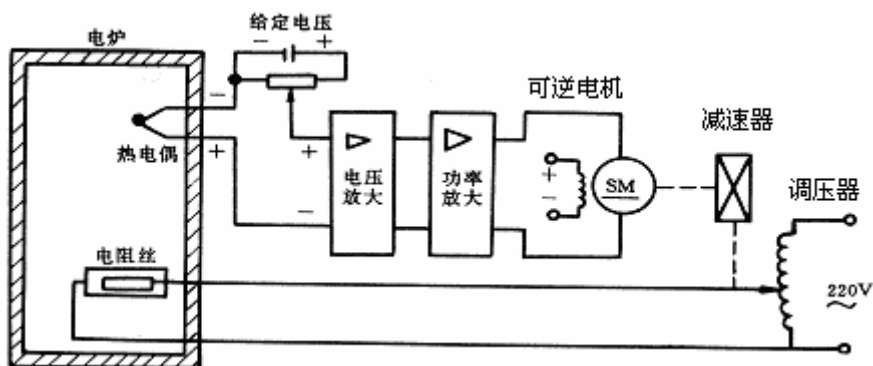 给定电压
− +
电炉
−
热电偶
+
+
−
电压
放大
功率
放大
可逆电机
+
−
SM
减速器
调压器
电阻丝
220V